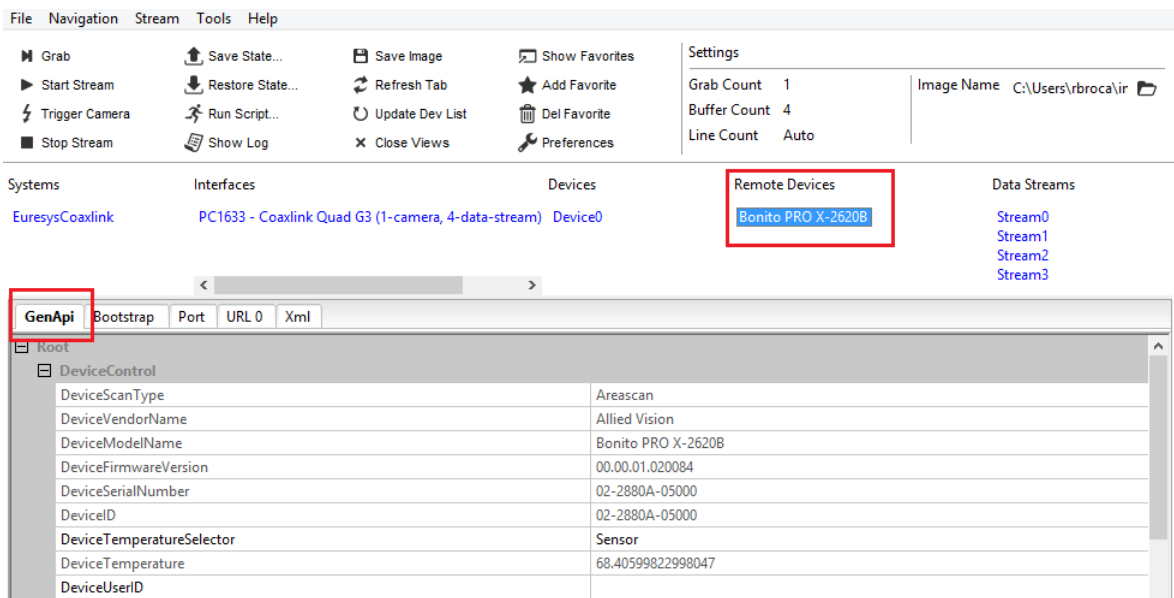 File Navigation Stream Tools Help
Grab Save State... Save Image Show Favorites Settings
Start Stream Restore State... Refresh Tab Add Favorite Grab Count 1 Image Name C:\Users\rbroca\ir
Trigger Camera Run Script... Update Dev List Del Favorite Buffer Count 4
Stop Stream Show Log Close Views Preferences Line Count Auto
Systems Interfaces Devices Remote Devices Data Streams
EuresysCoaxlink PC1633 - Coaxlink Quad G3 (1-camera, 4-data-stream) Device0 Bonito PRO X-2620B Stream0
Stream1
Stream2
Stream3
GenApi Bootstrap Port URL 0 Xml
Root
DeviceControl
DeviceScanType Areascan
DeviceVendorName Allied Vision
DeviceModelName Bonito PRO X-2620B
DeviceFirmwareVersion 00.00.01.020084
DeviceSerialNumber 02-2880A-05000
DeviceID 02-2880A-05000
DeviceTemperatureSelector Sensor
DeviceTemperature 68.40599822998047
DeviceUserID